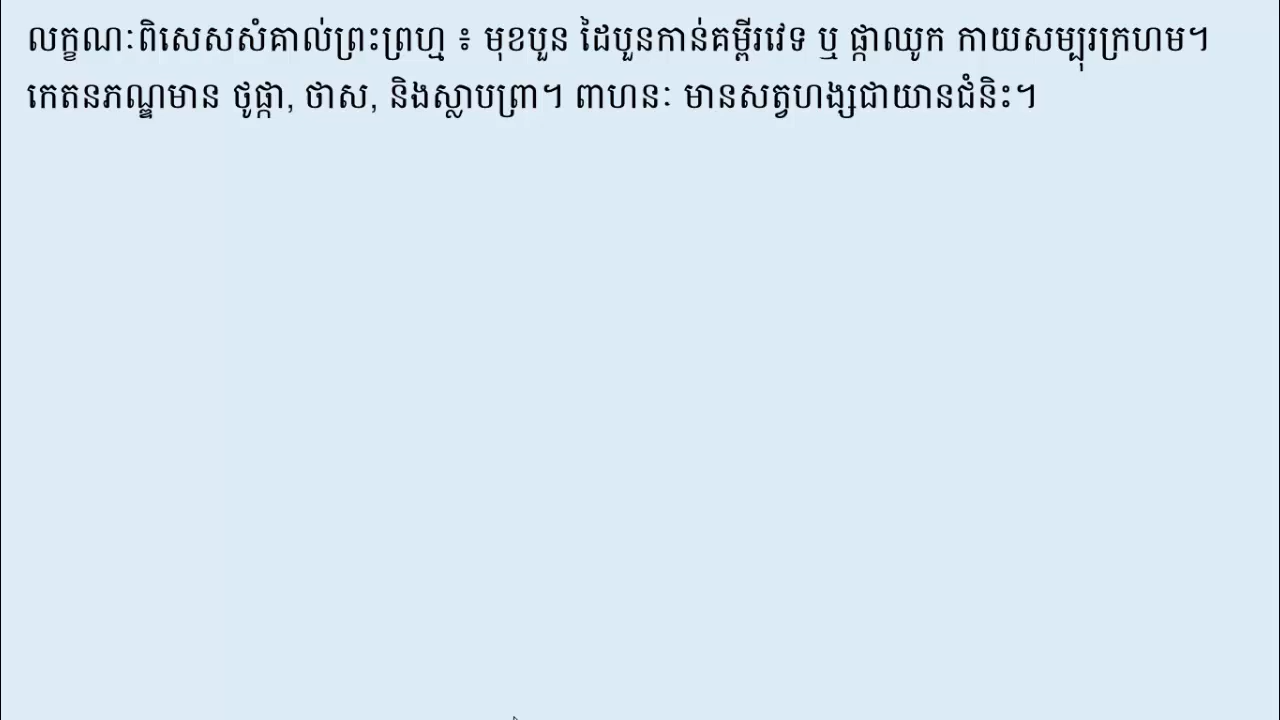 លក្ខណៈពិសេសសំគាល់ព្រះព្រហ្ម ៖ មុខបួន ដៃបួនកាន់គម្ពីរវេទ ឬ ផ្កាឈូក កាយសម្បុរក្រហម។
កេតនភណ្ឌមាន ថូផ្កា, ថាស, និងស្លាបព្រា។ ពាហនៈ មានសត្វហង្សជាយានជំនិះ។